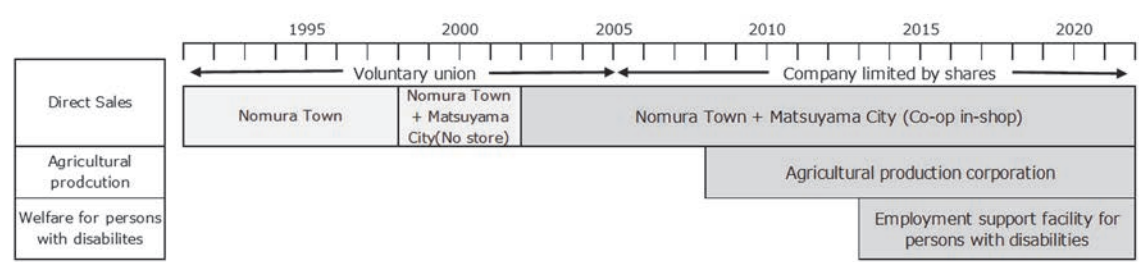 1995 2000 2005 2010 2015 2020
Voluntary union
Company limited by shares
Direct Sales
Nomura Town
Nomura Town
+ Matsuyama
City(No store)
Nomura Town + Matsuyama City (Co-op in-shop)
Agricultural
prodcution
Agricultural production corporation
Welfare for persons
with disabilites
Employment support facility for
persons with disabilities